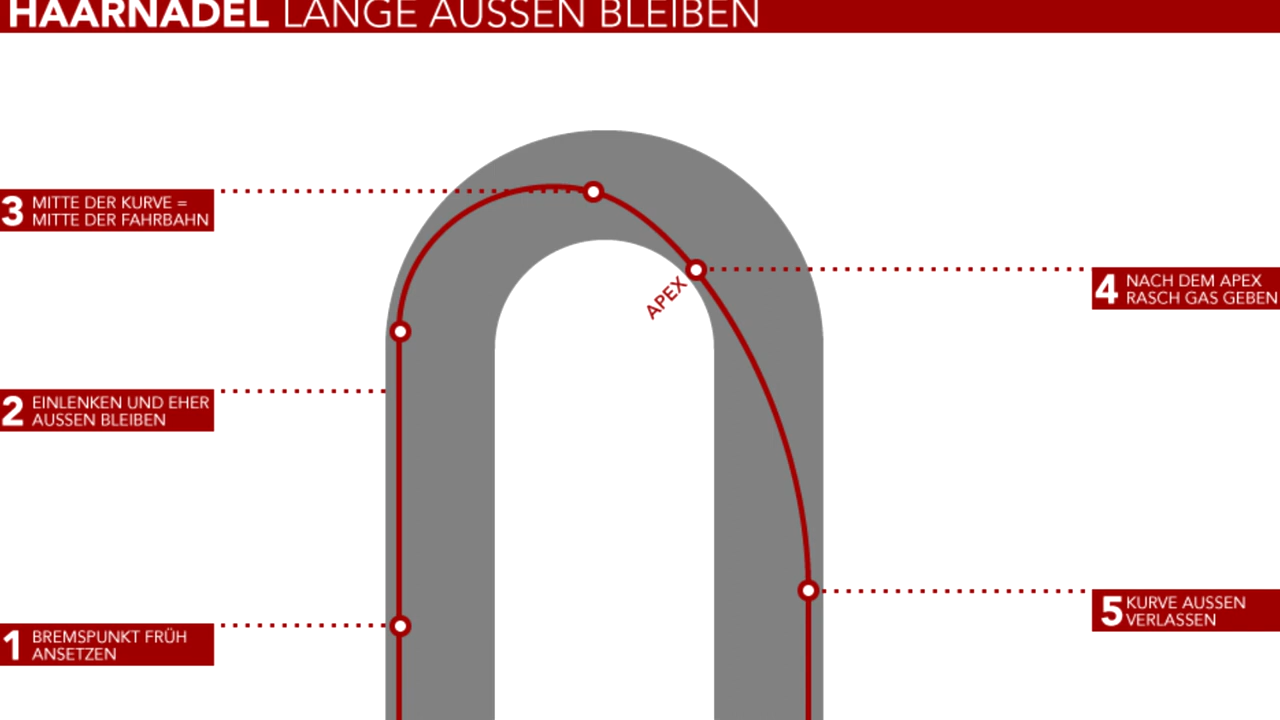 HAARNADEL LANGE AUSSEN BLEIBEN
3 MITTE DER KURVE =
MITTE DER FAHRBAHN
APEX
4 NACH DEM APEX
RASCH GAS GEBEN
2 EINLENKEN UND EHER
AUSSEN BLEIBEN
5 KURVE AUSSEN
VERLASSEN
1 BREMSPUNKT FRÜH
ANSETZEN